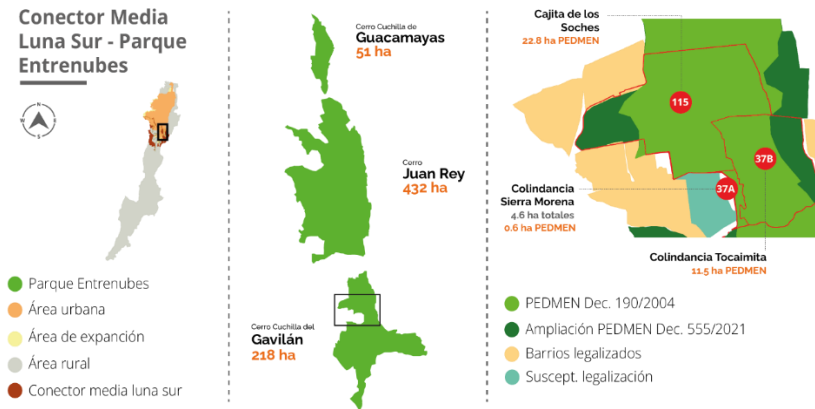 Conector Media
Luna Sur - Parque
Entrenubes
N
W
E
S
Parque Entrenubes
Área urbana
Área de expanción
Área rural
Conector media luna sur
Cerro Cuchilla de
Guacamayas
51 ha
Cerro
Juan Rey
432 ha
Cerro Cuchilla del
Gavilán
218 ha
Cajita de los
Soches
22.8 ha PEDMEN
115
37B
37A
Colindancia
Sierra Morena
4.6 ha totales
0.6 ha PEDMEN
Colindancia Tocaimita
11.5 ha PEDMEN
PEDMEN Dec. 190/2004
Ampliación PEDMEN Dec. 555/2021
Barrios legalizados
Suscept. legalización